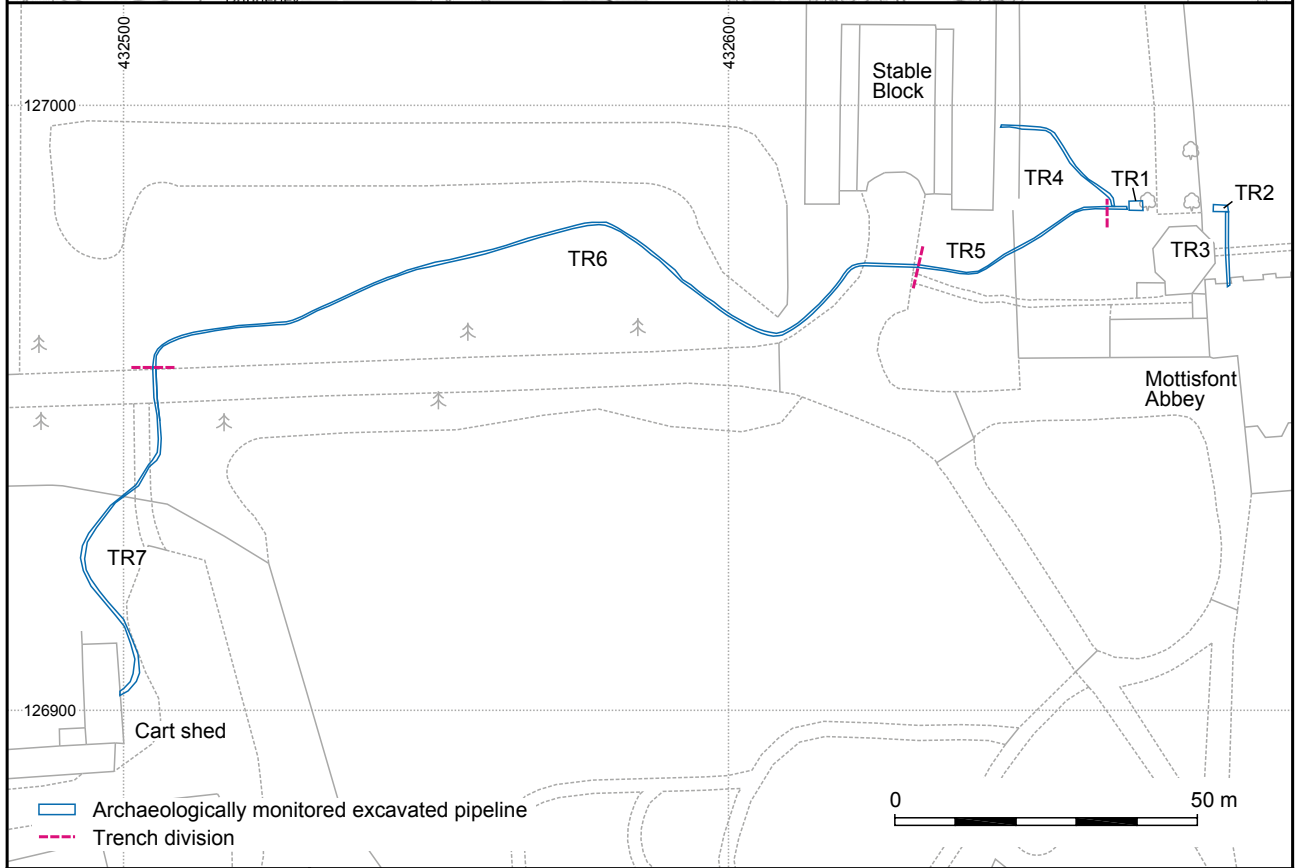 432500
432600
127000
Stable
Block
TR4
TR1
TR2
TR5
TR3
TR6
Mottisfont
Abbey
TR7
126900
Cart shed
Archaeologically monitored excavated pipeline
Trench division
0 50 m